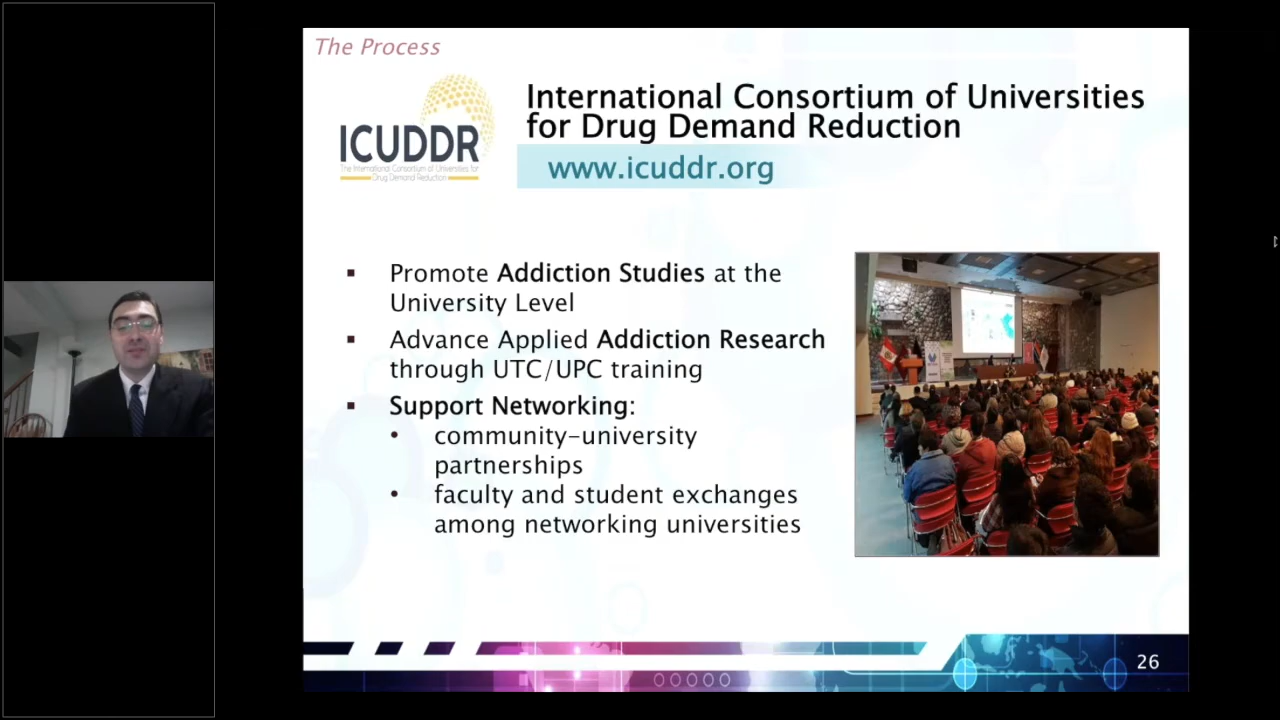 The Process
ICUDDR
The International Consortium of Universities for
Drug Demand Reduction
International Consortium of Universities
for Drug Demand Reduction
www.icuddr.org
▪ Promote Addiction Studies at the
University Level
▪ Advance Applied Addiction Research
through UTC/UPC training
▪ Support Networking:
• community-university
partnerships
• faculty and student exchanges
among networking universities
26